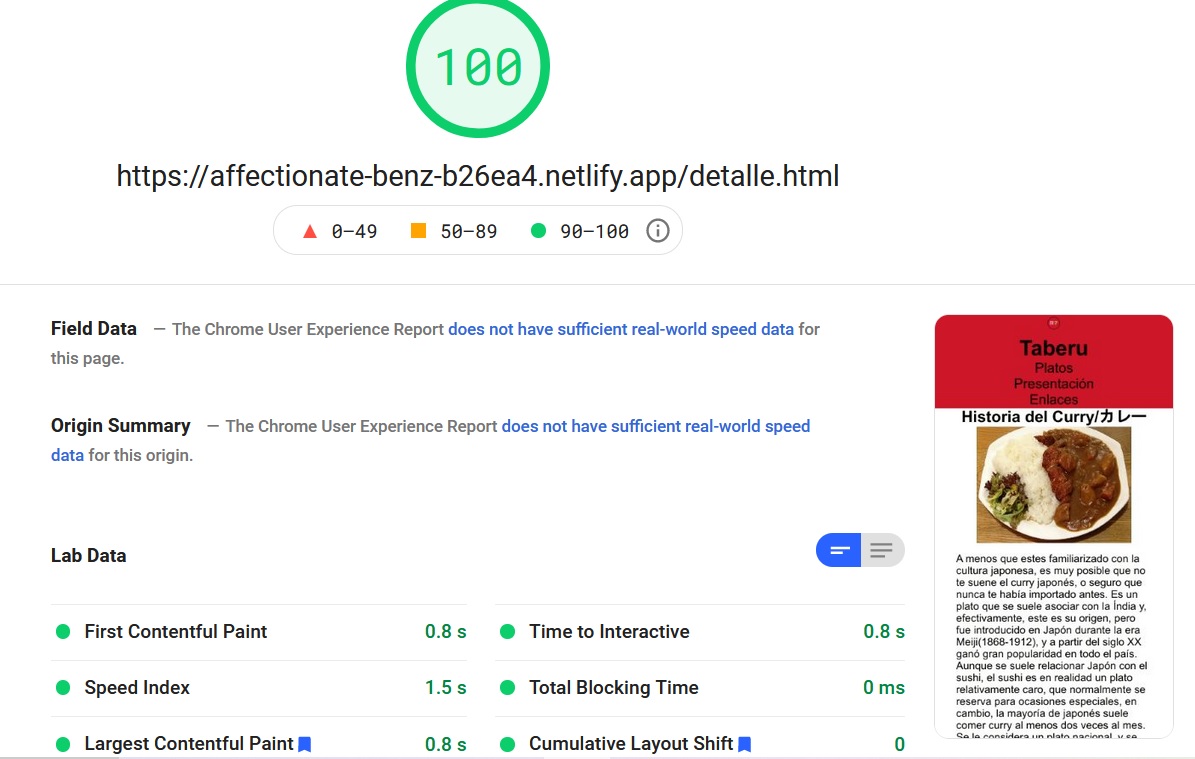 100
https://affectionate-benz-b26ea4.netlify.app/detalle.html
0–49 50–89 90–100
Field Data — The Chrome User Experience Report does not have sufficient real-world speed data for
this page.
Origin Summary — The Chrome User Experience Report does not have sufficient real-world speed
data for this origin.
Lab Data
First Contentful Paint 0.8 s
Time to Interactive 0.8 s
Speed Index 1.5 s
Total Blocking Time 0 ms
Largest Contentful Paint 0.8 s
Cumulative Layout Shift 0
Taberu
Platos
Presentación
Enlaces
Historia del Curry/カレー
A menos que estes familiarizado con la
cultura japonesa, es muy posible que no
te suene el curry japonés, o seguro que
nunca te había importado antes. Es un
plato que se suele asociar con la Índia y,
efectivamente, este es su origen, pero
fue introducido en Japón durante la era
Meiji(1868-1912), y a partir del siglo XX
ganó gran popularidad en todo el país.
Aunque se suele relacionar Japón con el
sushi, el sushi es en realidad un plato
relativamente caro, que normalmente se
reserva para ocasiones especiales, en
cambio, la mayoría de japonés suele
comer curry al menos dos veces al mes.
Se le considera un plato nacional, y se